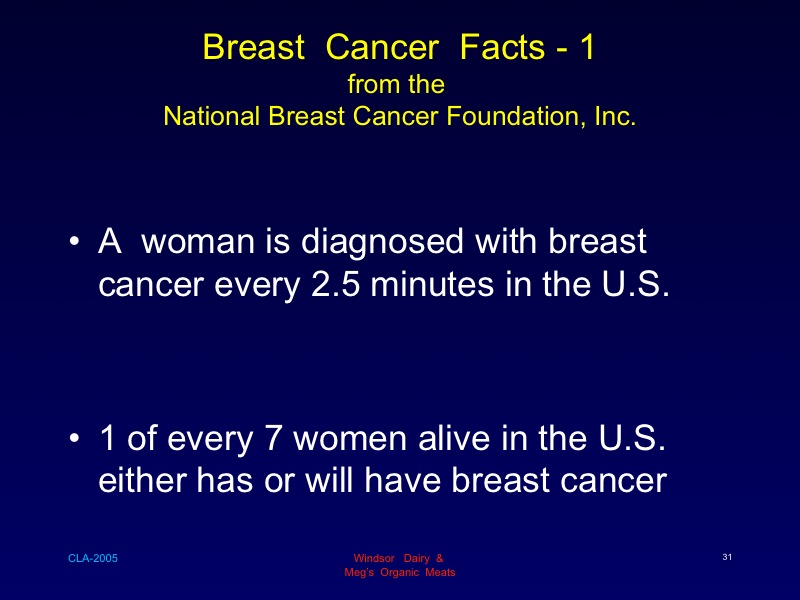 Breast Cancer Facts - 1
from the
National Breast Cancer Foundation, Inc.
• A woman is diagnosed with breast
cancer every 2.5 minutes in the U.S.
• 1 of every 7 women alive in the U.S.
either has or will have breast cancer
CLA-2005
Windsor Dairy &
Meg's Organic Meats
31